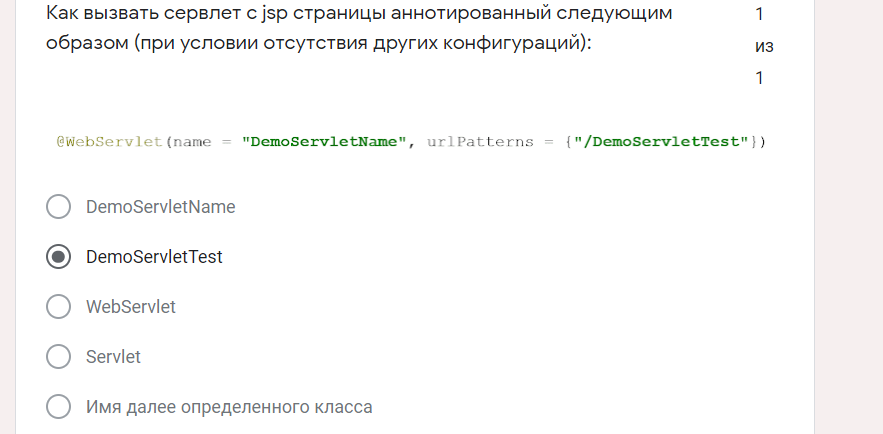 Как вызвать сервлет с jsp страницы аннотированный следующим
образом (при условии отсутствия других конфигураций):
1
из
1
@WebServlet(name = "DemoServletName", urlPatterns = {"/DemoServletTest"})
DemoServletName
DemoServletTest
WebServlet
Servlet
Имя далее определенного класса